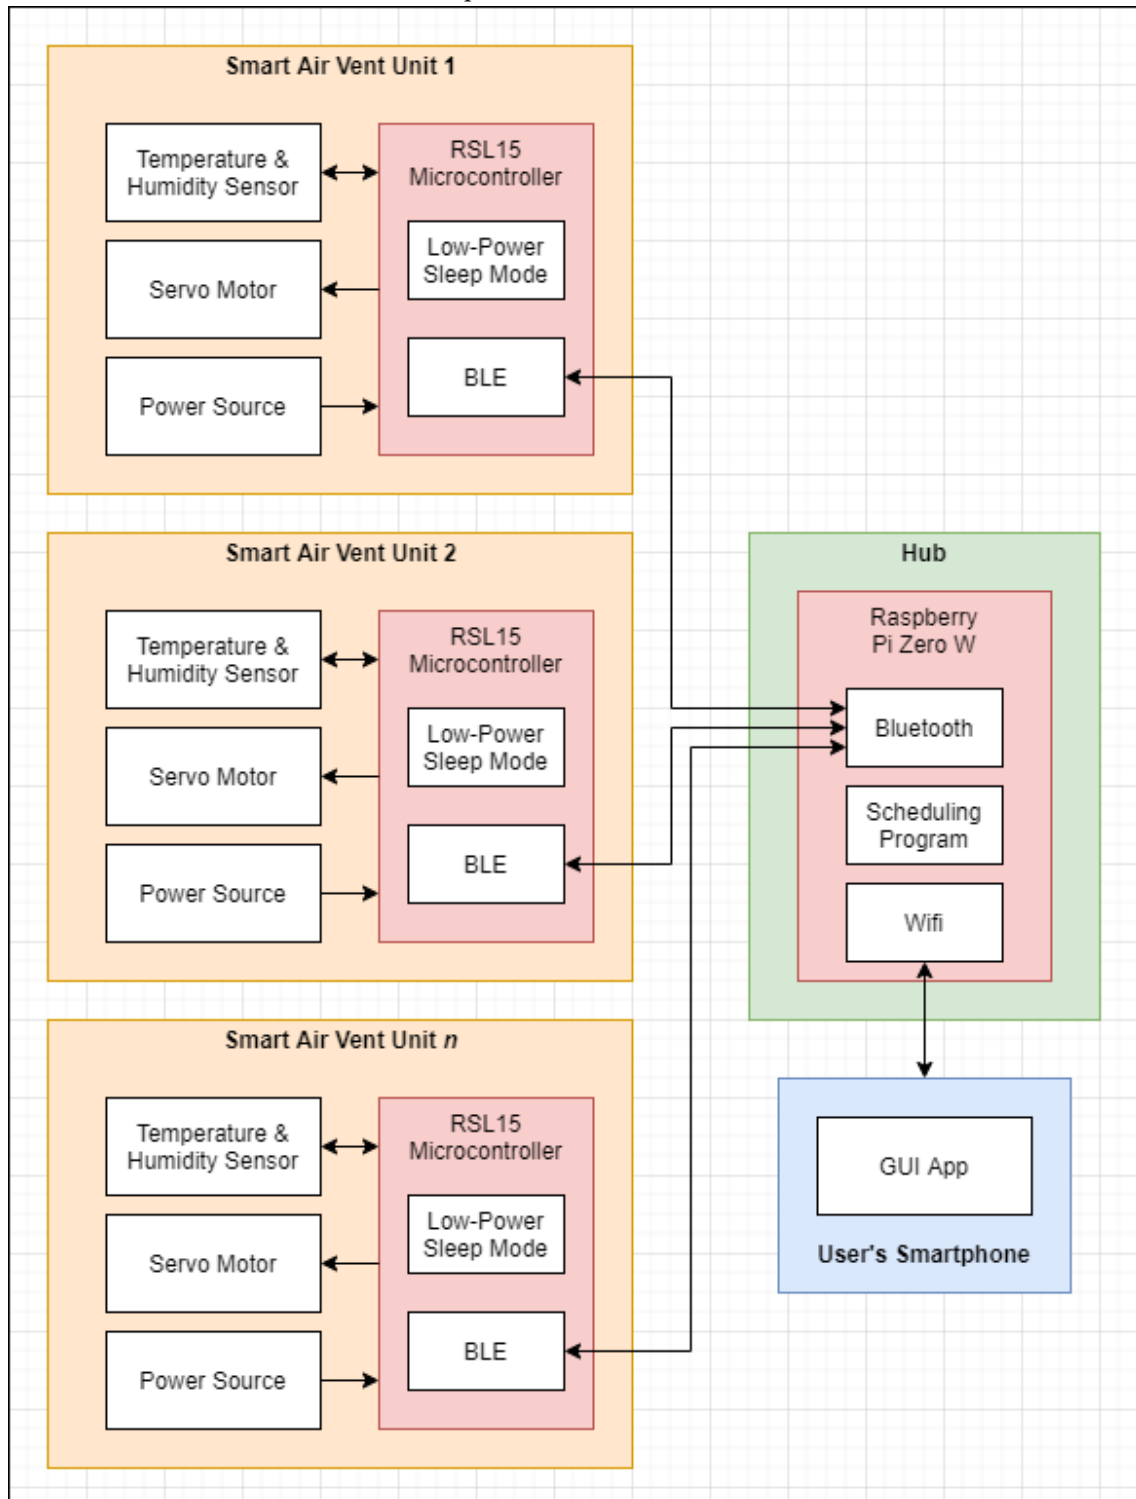 Smart Air Vent Unit 1
Temperature &
Humidity Sensor
Servo Motor
Power Source
RSL15
Microcontroller
Low-Power
Sleep Mode
BLE
Smart Air Vent Unit 2
Temperature &
Humidity Sensor
Servo Motor
Power Source
RSL15
Microcontroller
Low-Power
Sleep Mode
BLE
Smart Air Vent Unit n
Temperature &
Humidity Sensor
Servo Motor
Power Source
RSL15
Microcontroller
Low-Power
Sleep Mode
BLE
Hub
Raspberry
Pi Zero W
Bluetooth
Scheduling
Program
Wifi
GUI App
User's Smartphone